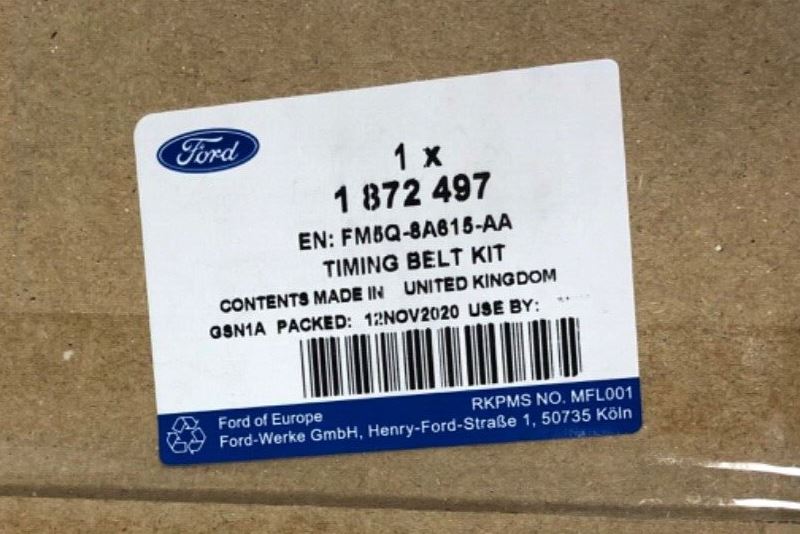 Ford
1 x
1 872 497
EN: FM5Q-8A615-AA
TIMING BELT KIT
CONTENTS MADE IN UNITED KINGDOM
GSN1A PACKED: 12NOV2020 USE BY:
RKPMS NO. MFL001
Ford of Europe
Ford-Werke GmbH, Henry-Ford-Straße 1, 50735 Köln